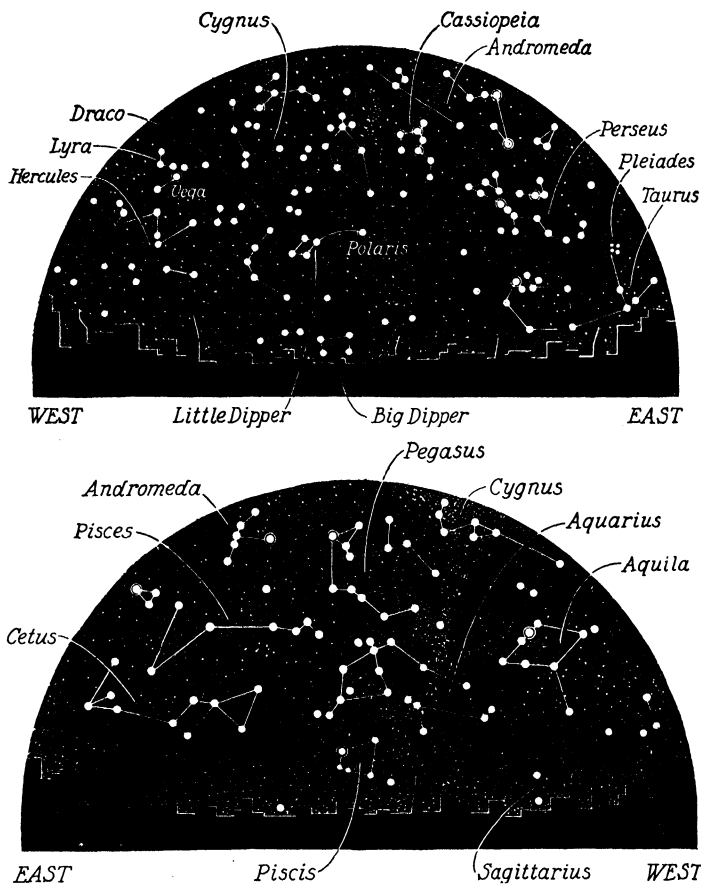 Cygnus
Cassiopeia
Andromeda
Draco
Lyra
Hercules
Vega
Perseus
Pleiades
Taurus
Polaris
WEST
Little Dipper
Big Dipper
EAST
Pegasus
Andromeda
Cygnus
Pisces
Aquarius
Aquila
Cetus
EAST
Piscis
Sagittarius
WEST